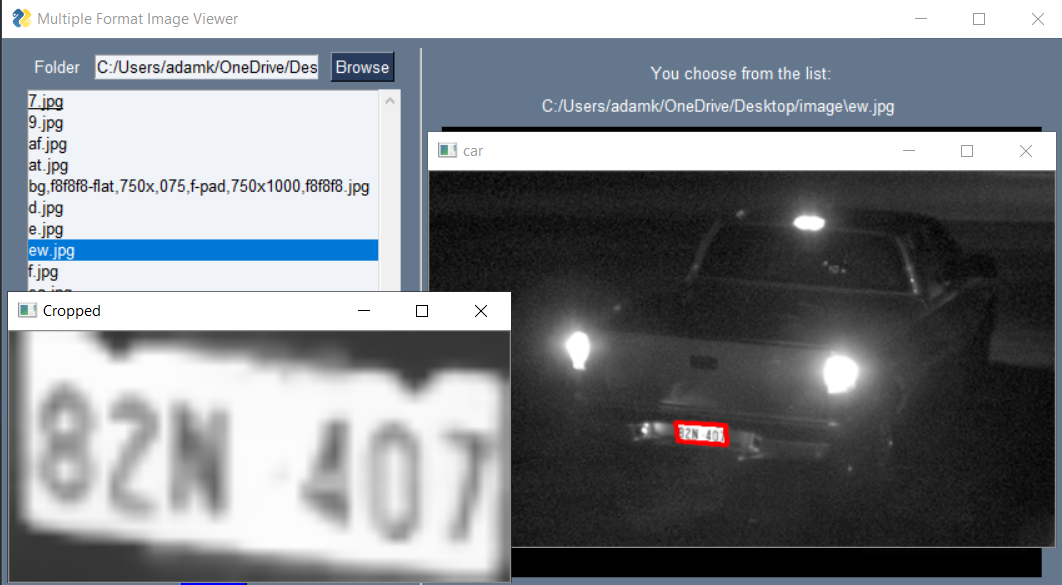 Multiple Format Image Viewer
Folder C:/Users/adamk/OneDrive/Des Browse
7.jpg
9.jpg
af.jpg
at.jpg
bg,f8f8f8-flat,750x,075,f-pad,750x1000,f8f8f8.jpg
d.jpg
e.jpg
ew.jpg
f.jpg
You choose from the list:
C:/Users/adamk/OneDrive/Desktop/image\ew.jpg
car
82N 407
Cropped
82N 407